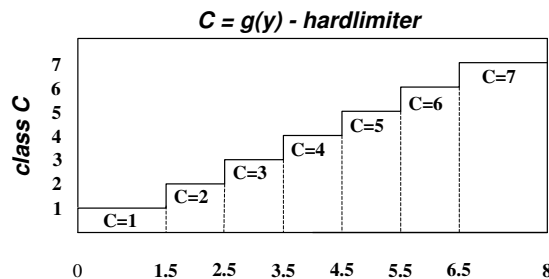 C = g(y) - hardlimiter
class C
7
6
5
4
3
2
1
C=1
C=2
C=3
C=4
C=5
C=6
C=7
0 1.5 2.5 3.5 4.5 5.5 6.5 8